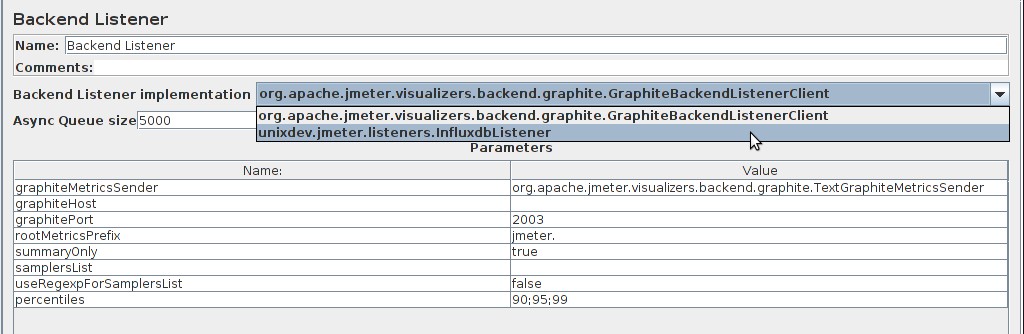 Backend Listener
Name: Backend Listener
Comments:
Backend Listener implementation org.apache.jmeter.visualizers.backend.graphite.GraphiteBackendListenerClient
org.apache.jmeter.visualizers.backend.graphite.GraphiteBackendListenerClient
Async Queue size 5000
unixdev.jmeter.listeners.InfluxdbListener
Parameters
Name: Value
graphiteMetricsSender org.apache.jmeter.visualizers.backend.graphite.TextGraphiteMetricsSender
graphiteHost
graphitePort 2003
rootMetricsPrefix jmeter.
summaryOnly true
samplersList
useRegexpForSamplersList false
percentiles 90;95;99